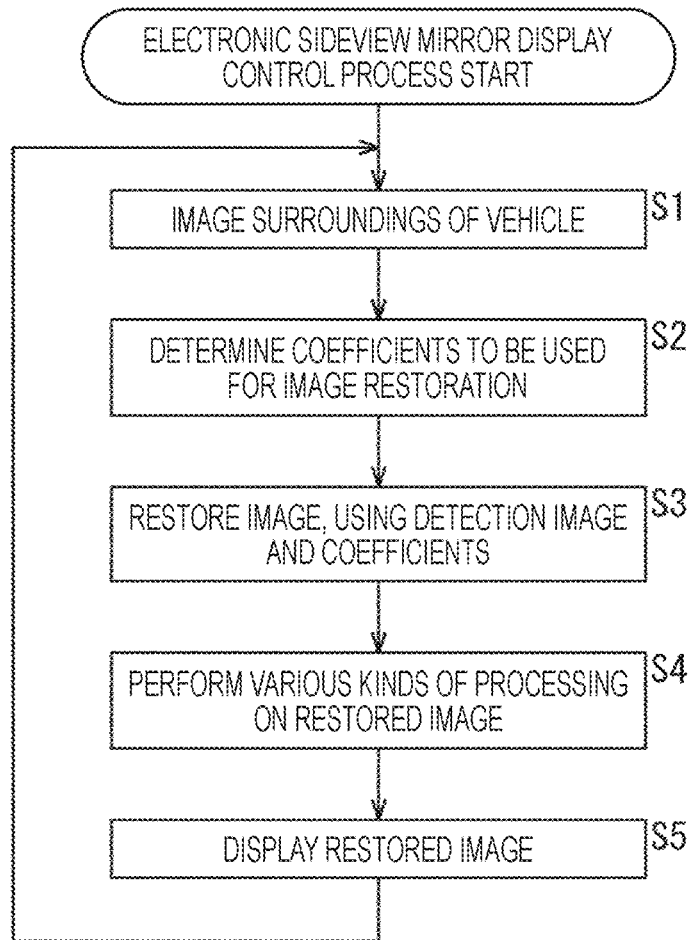 ELECTRONIC SIDEVIEW MIRROR DISPLAY
CONTROL PROCESS START
IMAGE SURROUNDINGS OF VEHICLE
S1
DETERMINE COEFFICIENTS TO BE USED
FOR IMAGE RESTORATION
S2
RESTORE IMAGE, USING DETECTION IMAGE
AND COEFFICIENTS
S3
PERFORM VARIOUS KINDS OF PROCESSING
ON RESTORED IMAGE
S4
DISPLAY RESTORED IMAGE
S5